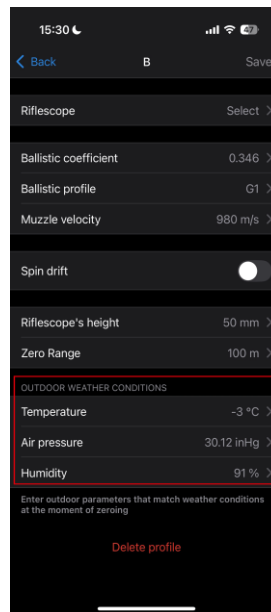 15:30
47
Back B Save
Riflescope Select
Ballistic coefficient 0.346
Ballistic profile G1
Muzzle velocity 980 m/s
Spin drift
Riflescope's height 50 mm
Zero Range 100 m
OUTDOOR WEATHER CONDITIONS
Temperature -3 °C
Air pressure 30.12 inHg
Humidity 91 %
Enter outdoor parameters that match weather conditions
at the moment of zeroing
Delete profile